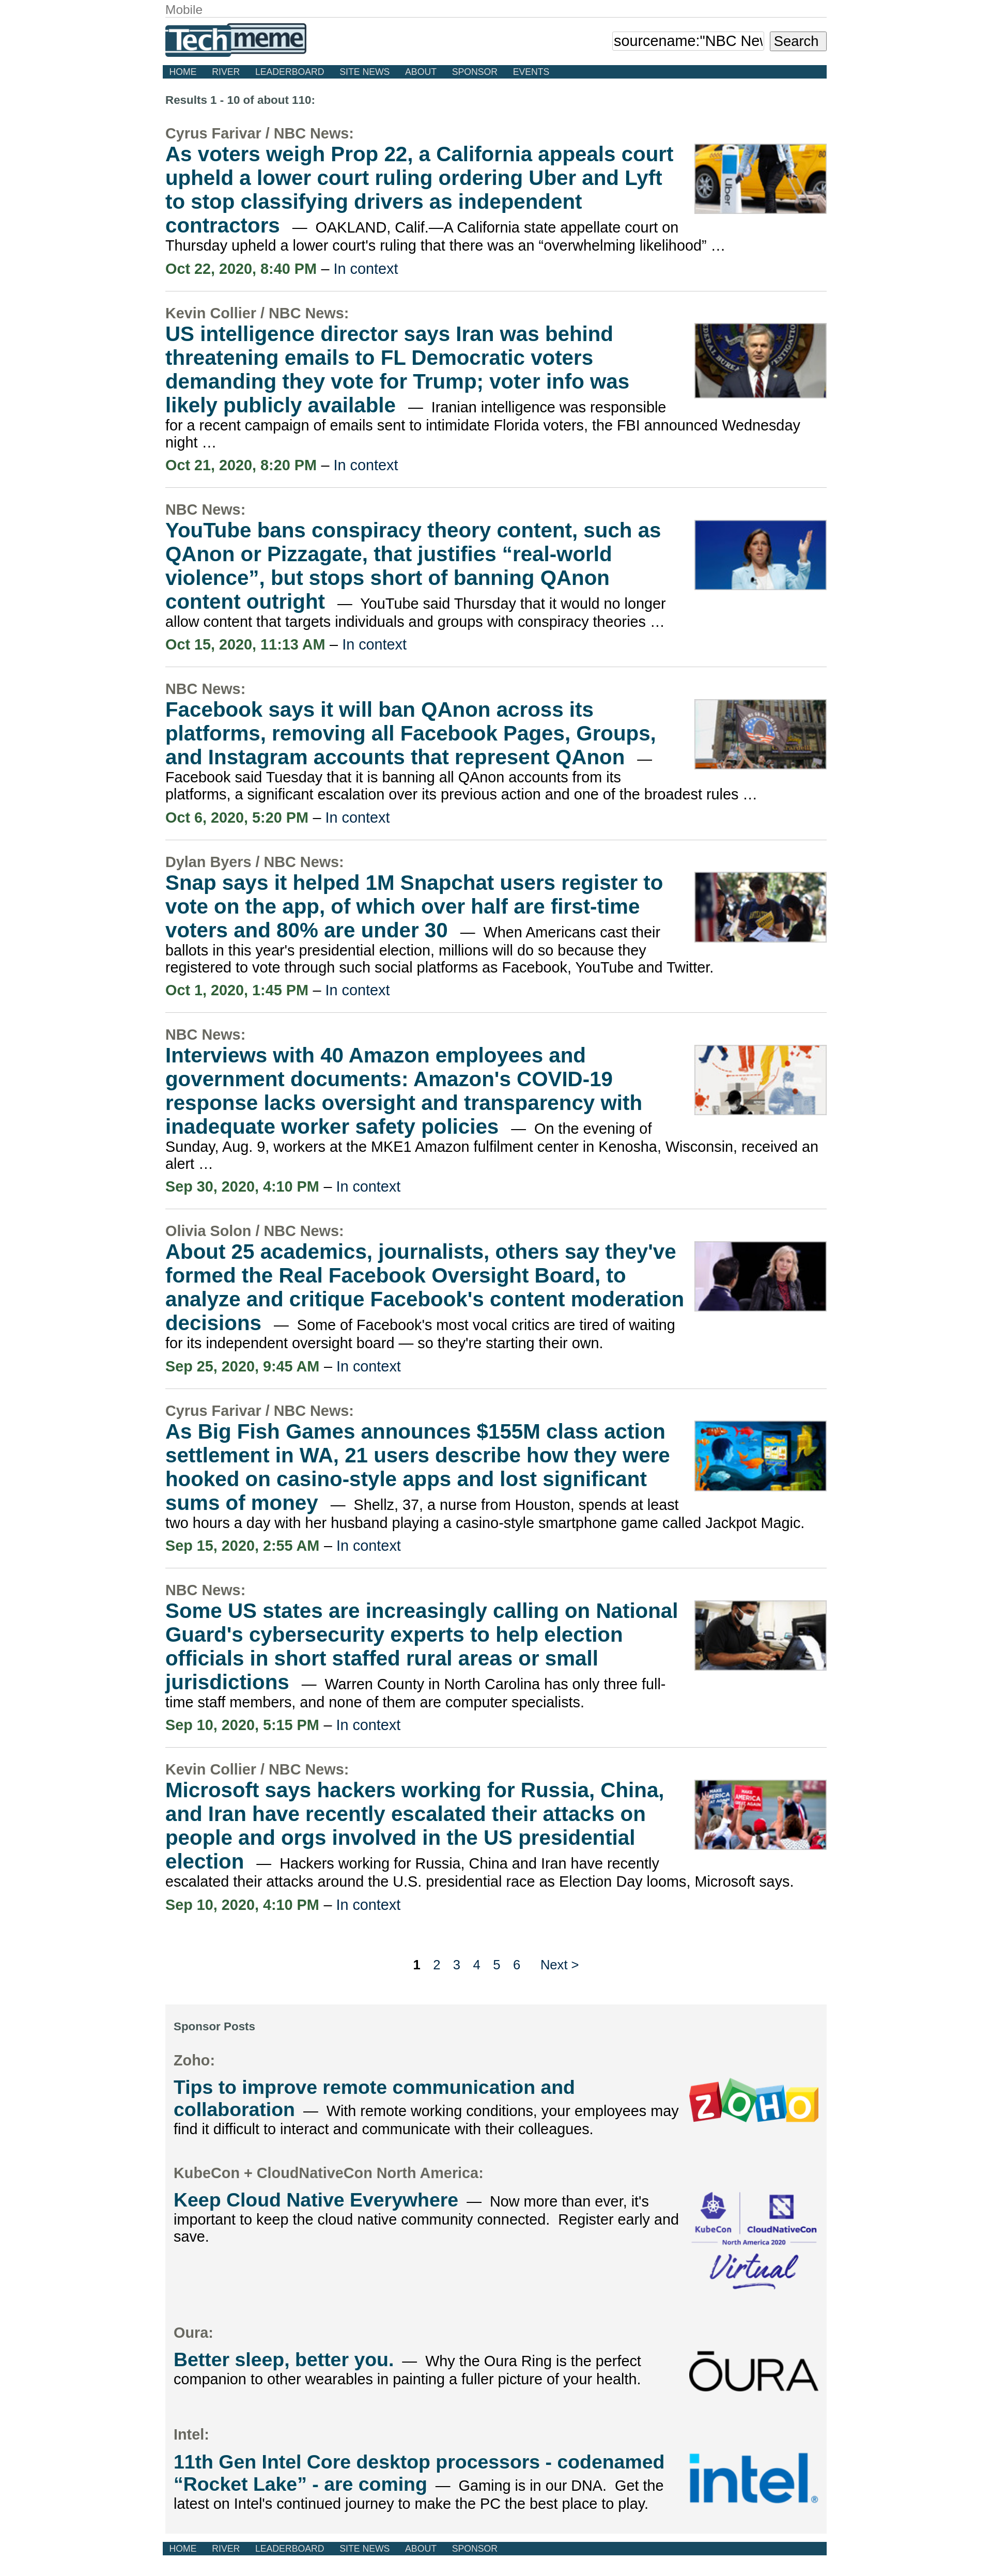 Mobile
Techmeme
sourcename:"NBC Nev
Search
HOME RIVER LEADERBOARD SITE NEWS ABOUT SPONSOR EVENTS
Results 1 - 10 of about 110:
Cyrus Farivar / NBC News:
As voters weigh Prop 22, a California appeals court
upheld a lower court ruling ordering Uber and Lyft
to stop classifying drivers as independent
contractors — OAKLAND, Calif.—A California state appellate court on
Thursday upheld a lower court's ruling that there was an “overwhelming likelihood” …
Uber
Oct 22, 2020, 8:40 PM – In context
Kevin Collier / NBC News:
US intelligence director says Iran was behind
threatening emails to FL Democratic voters
demanding they vote for Trump; voter info was
likely publicly available — Iranian intelligence was responsible
for a recent campaign of emails sent to intimidate Florida voters, the FBI announced Wednesday
night …
Oct 21, 2020, 8:20 PM – In context
NBC News:
YouTube bans conspiracy theory content, such as
QAnon or Pizzagate, that justifies “real-world
violence”, but stops short of banning QAnon
content outright — YouTube said Thursday that it would no longer
allow content that targets individuals and groups with conspiracy theories …
Oct 15, 2020, 11:13 AM – In context
NBC News:
Facebook says it will ban QAnon across its
platforms, removing all Facebook Pages, Groups,
and Instagram accounts that represent QAnon —
Facebook said Tuesday that it is banning all QAnon accounts from its
platforms, a significant escalation over its previous action and one of the broadest rules …
Oct 6, 2020, 5:20 PM – In context
Dylan Byers / NBC News:
Snap says it helped 1M Snapchat users register to
vote on the app, of which over half are first-time
voters and 80% are under 30 — When Americans cast their
ballots in this year's presidential election, millions will do so because they
registered to vote through such social platforms as Facebook, YouTube and Twitter.
Oct 1, 2020, 1:45 PM – In context
NBC News:
Interviews with 40 Amazon employees and
government documents: Amazon's COVID-19
response lacks oversight and transparency with
inadequate worker safety policies — On the evening of
Sunday, Aug. 9, workers at the MKE1 Amazon fulfilment center in Kenosha, Wisconsin, received an
alert …
Sep 30, 2020, 4:10 PM – In context
Olivia Solon / NBC News:
About 25 academics, journalists, others say they've
formed the Real Facebook Oversight Board, to
analyze and critique Facebook's content moderation
decisions — Some of Facebook's most vocal critics are tired of waiting
for its independent oversight board — so they're starting their own.
Sep 25, 2020, 9:45 AM – In context
Cyrus Farivar / NBC News:
As Big Fish Games announces $155M class action
settlement in WA, 21 users describe how they were
hooked on casino-style apps and lost significant
sums of money — Shellz, 37, a nurse from Houston, spends at least
two hours a day with her husband playing a casino-style smartphone game called Jackpot Magic.
Sep 15, 2020, 2:55 AM – In context
NBC News:
Some US states are increasingly calling on National
Guard's cybersecurity experts to help election
officials in short staffed rural areas or small
jurisdictions — Warren County in North Carolina has only three full-
time staff members, and none of them are computer specialists.
Sep 10, 2020, 5:15 PM – In context
Kevin Collier / NBC News:
Microsoft says hackers working for Russia, China,
and Iran have recently escalated their attacks on
people and orgs involved in the US presidential
election — Hackers working for Russia, China and Iran have recently
escalated their attacks around the U.S. presidential race as Election Day looms, Microsoft says.
Sep 10, 2020, 4:10 PM – In context
1 2 3 4 5 6 Next >
Sponsor Posts
Zoho:
Tips to improve remote communication and
collaboration — With remote working conditions, your employees may
find it difficult to interact and communicate with their colleagues.
ZOHO
KubeCon + CloudNativeCon North America:
Keep Cloud Native Everywhere — Now more than ever, it's
important to keep the cloud native community connected. Register early and
save.
KubeCon CloudNativeCon
North America 2020
Virtual
Oura:
Better sleep, better you. — Why the Oura Ring is the perfect
companion to other wearables in painting a fuller picture of your health.
ŌURA
Intel:
11th Gen Intel Core desktop processors - codenamed
“Rocket Lake” - are coming — Gaming is in our DNA. Get the
latest on Intel's continued journey to make the PC the best place to play.
intel®
HOME RIVER LEADERBOARD SITE NEWS ABOUT SPONSOR